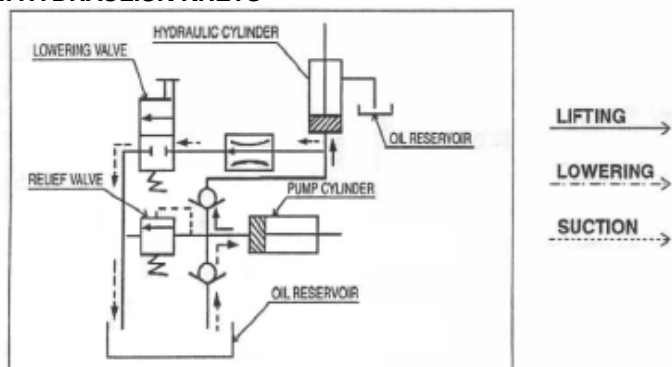 HYDRAULIC CYLINDER
LOWERING VALVE
OIL RESERVOIR
RELIEF VALVE
PUMP CYLINDER
OIL RESERVOIR
LIFTING
LOWERING
SUCTION